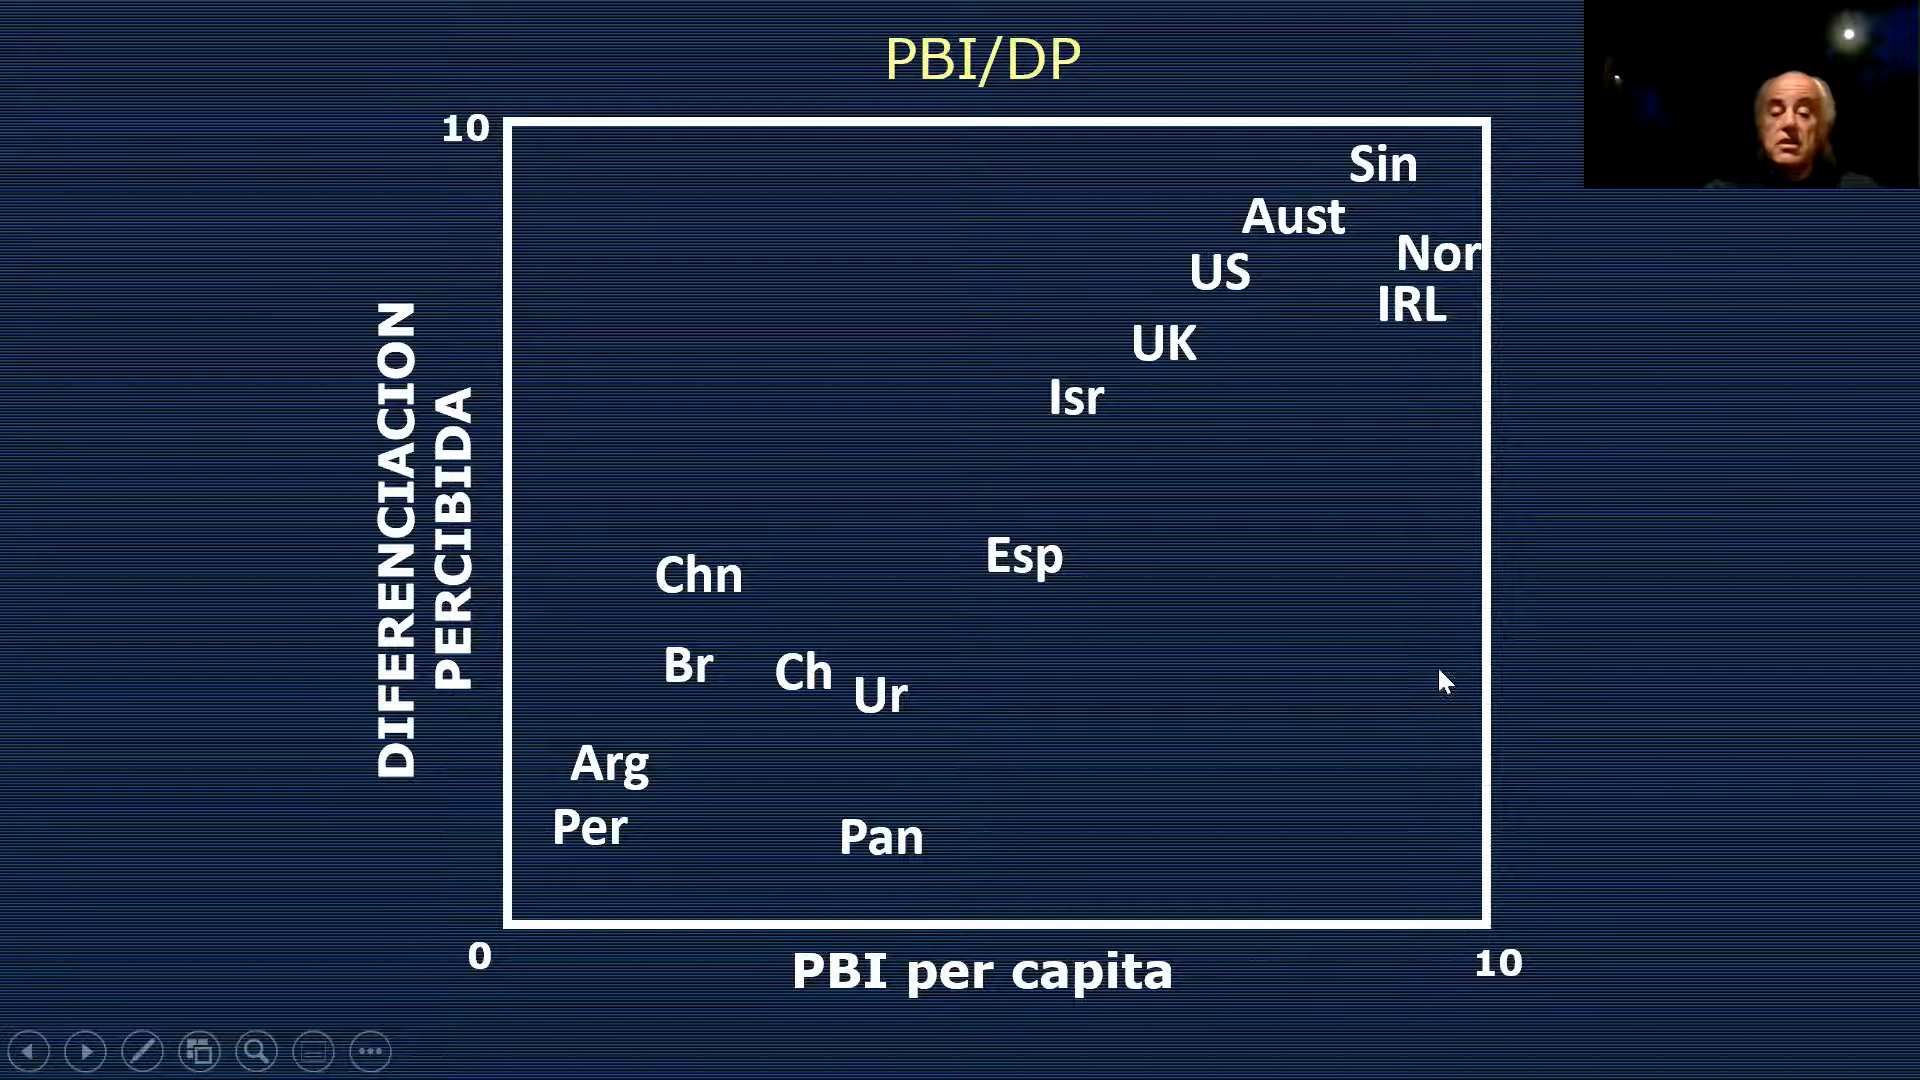 PBI/DP
10
Sin
Aust
Nor
US
IRL
UK
Isr
DIFERENCIACION
PERCIBIDA
Esp
Chn
Br
Ch
Ur
Arg
Per
Pan
0
10
PBI per capita